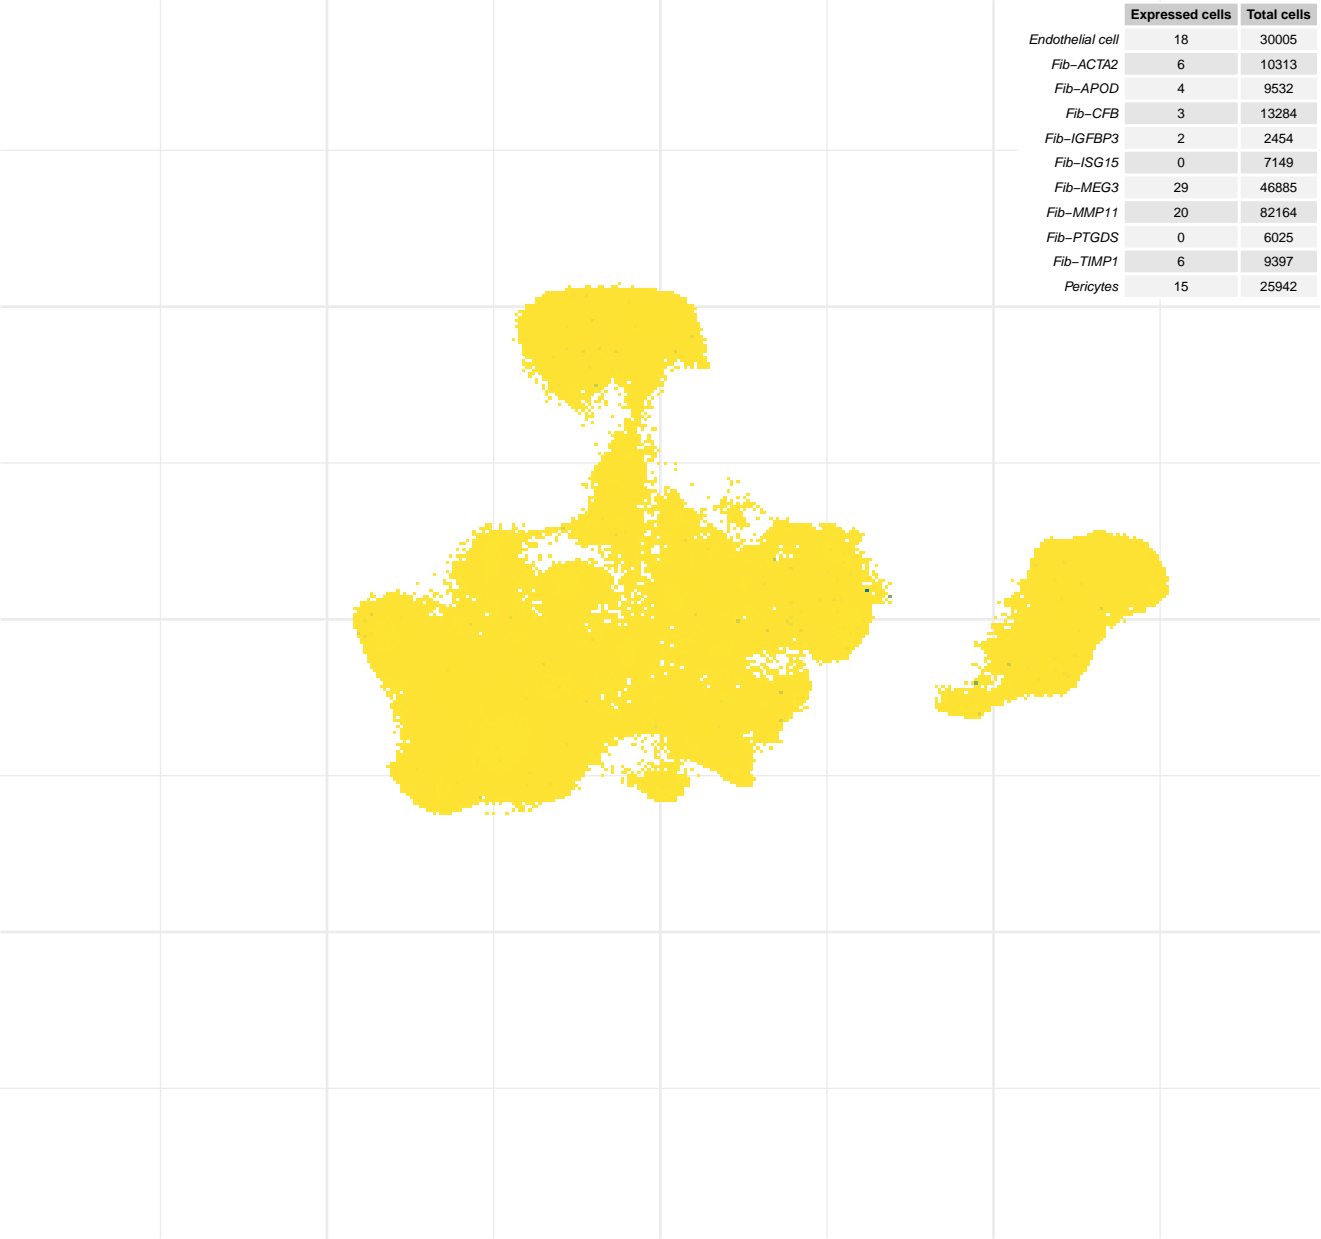 Expressed cells Total cells
Endothelial cell 18 30005
Fib−ACTA2 6 10313
Fib−APOD 4 9532
Fib−CFB 3 13284
Fib−IGFBP3 2 2454
Fib−ISG15 0 7149
Fib−MEG3 29 46885
Fib−MMP11 20 82164
Fib−PTGDS 0 6025
Fib−TIMP1 6 9397
Pericytes 15 25942